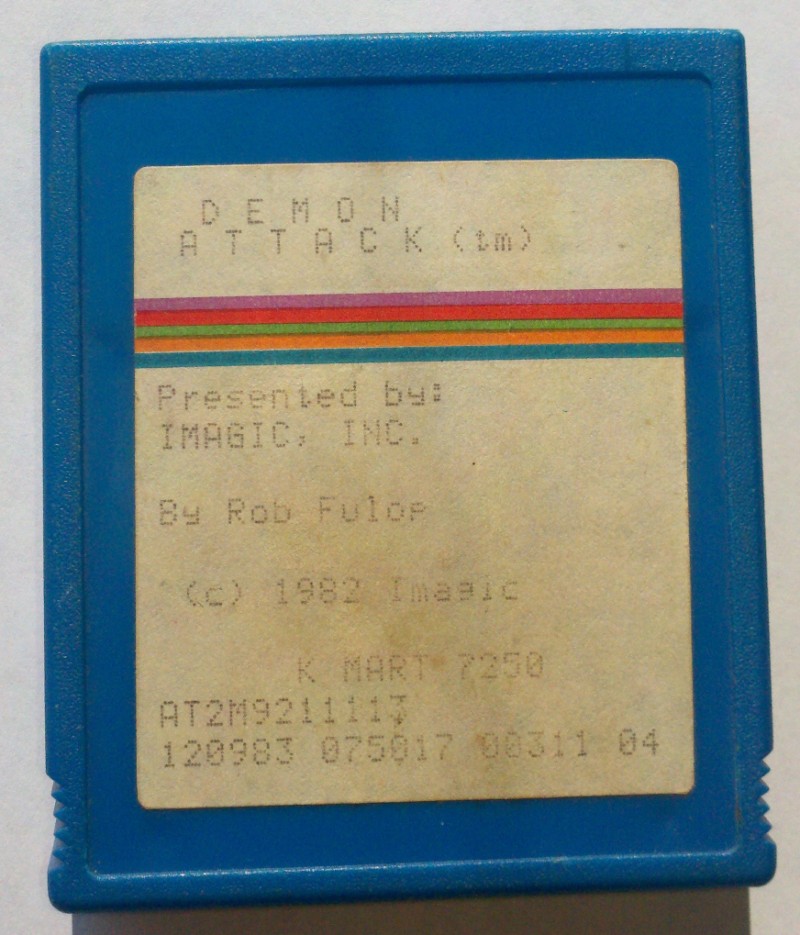 D E M O N
A T T A C K (tm)
Presented by:
IMAGIC, INC.
By Rob Fulop
(c) 1982 Imagic
K MART 7250
AT2M9211113
120983 075017 00311 04